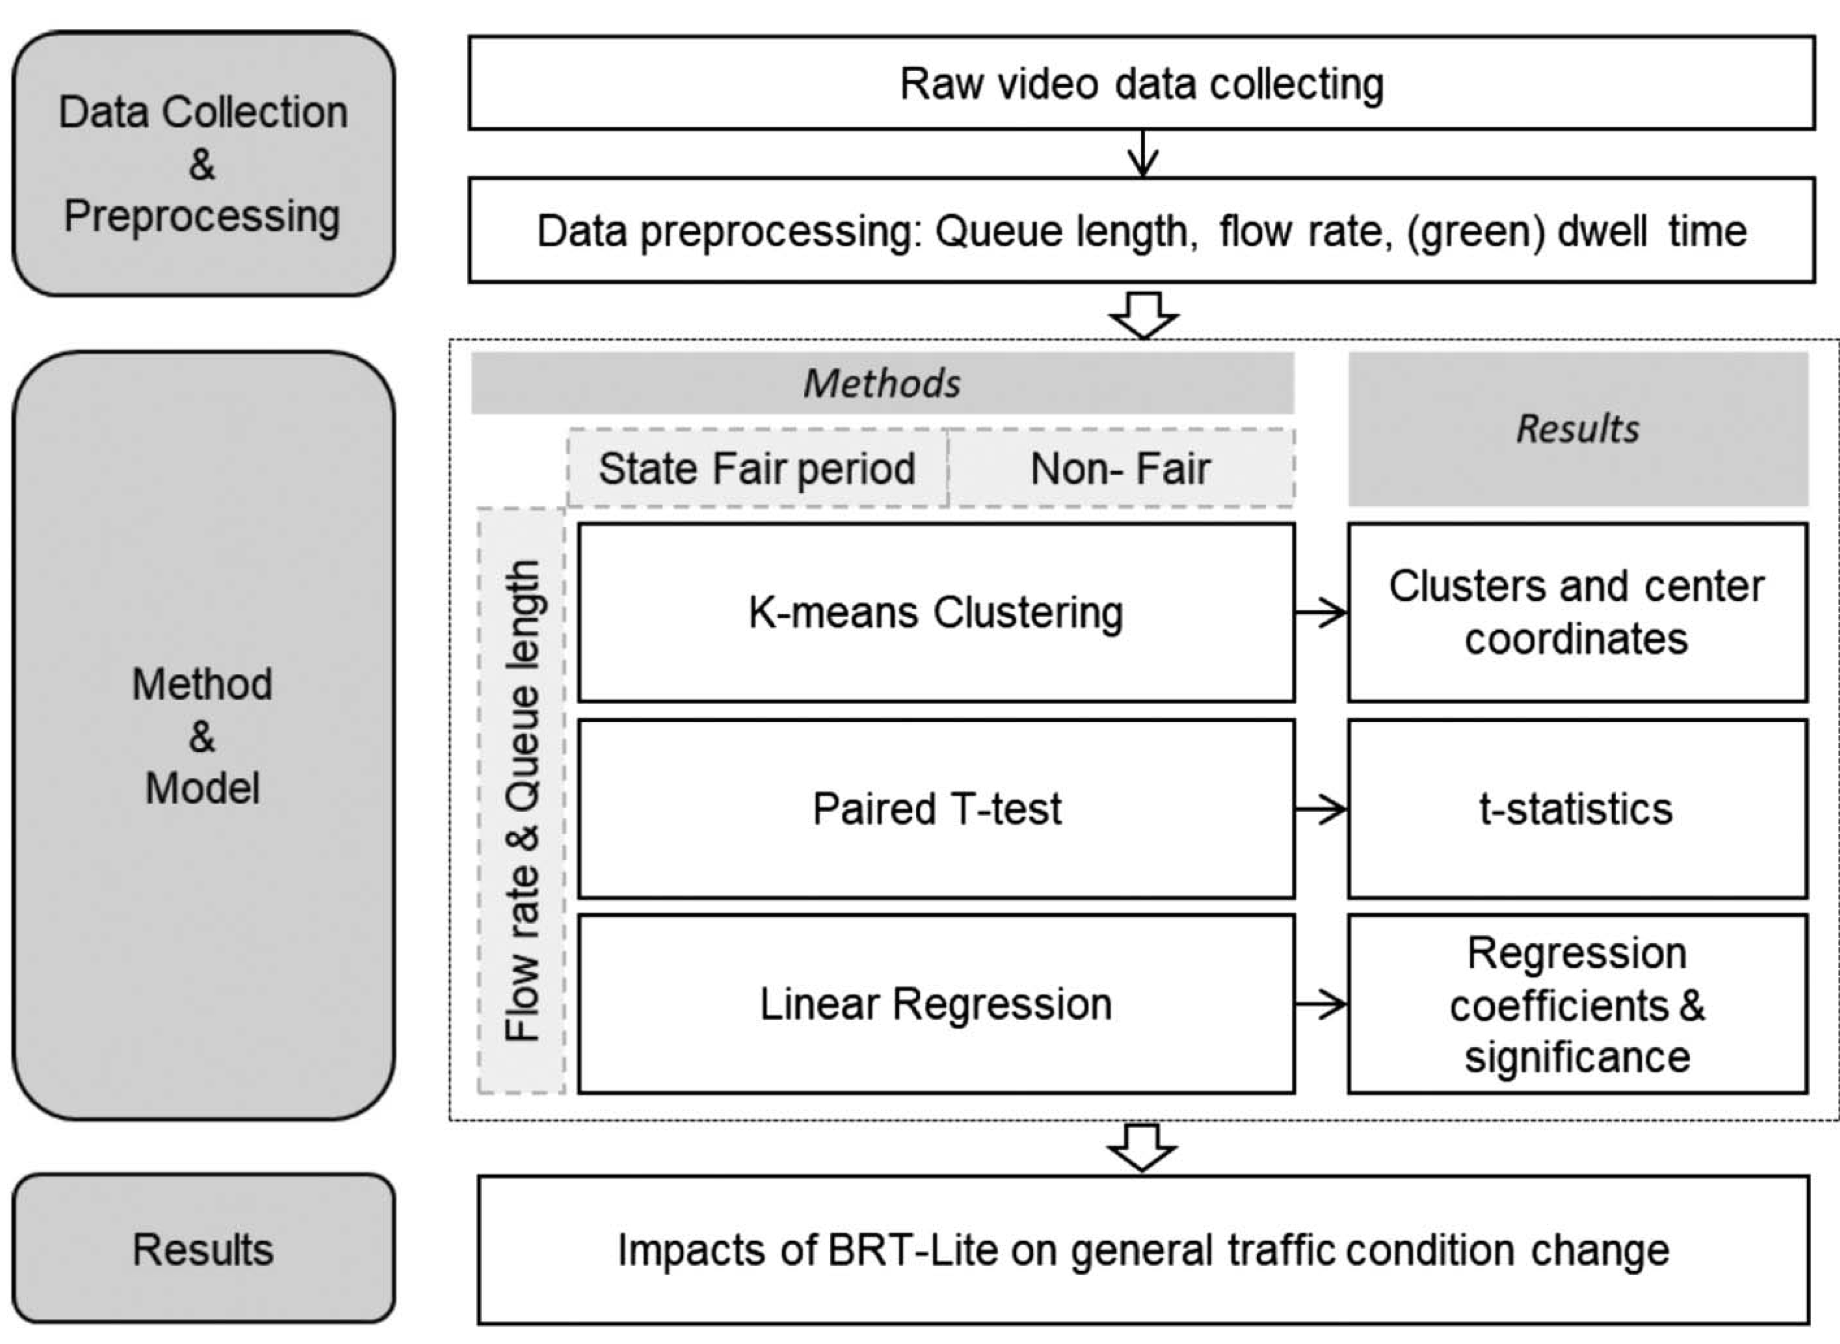 Data Collection
&
Preprocessing
Raw video data collecting
Data preprocessing: Queue length, flow rate, (green) dwell time
Method
&
Model
Methods
Results
State Fair period
Non- Fair
Flow rate & Queue length
K-means Clustering
Clusters and center
coordinates
Paired T-test
t-statistics
Linear Regression
Regression
coefficients &
significance
Results
Impacts of BRT-Lite on general traffic condition change